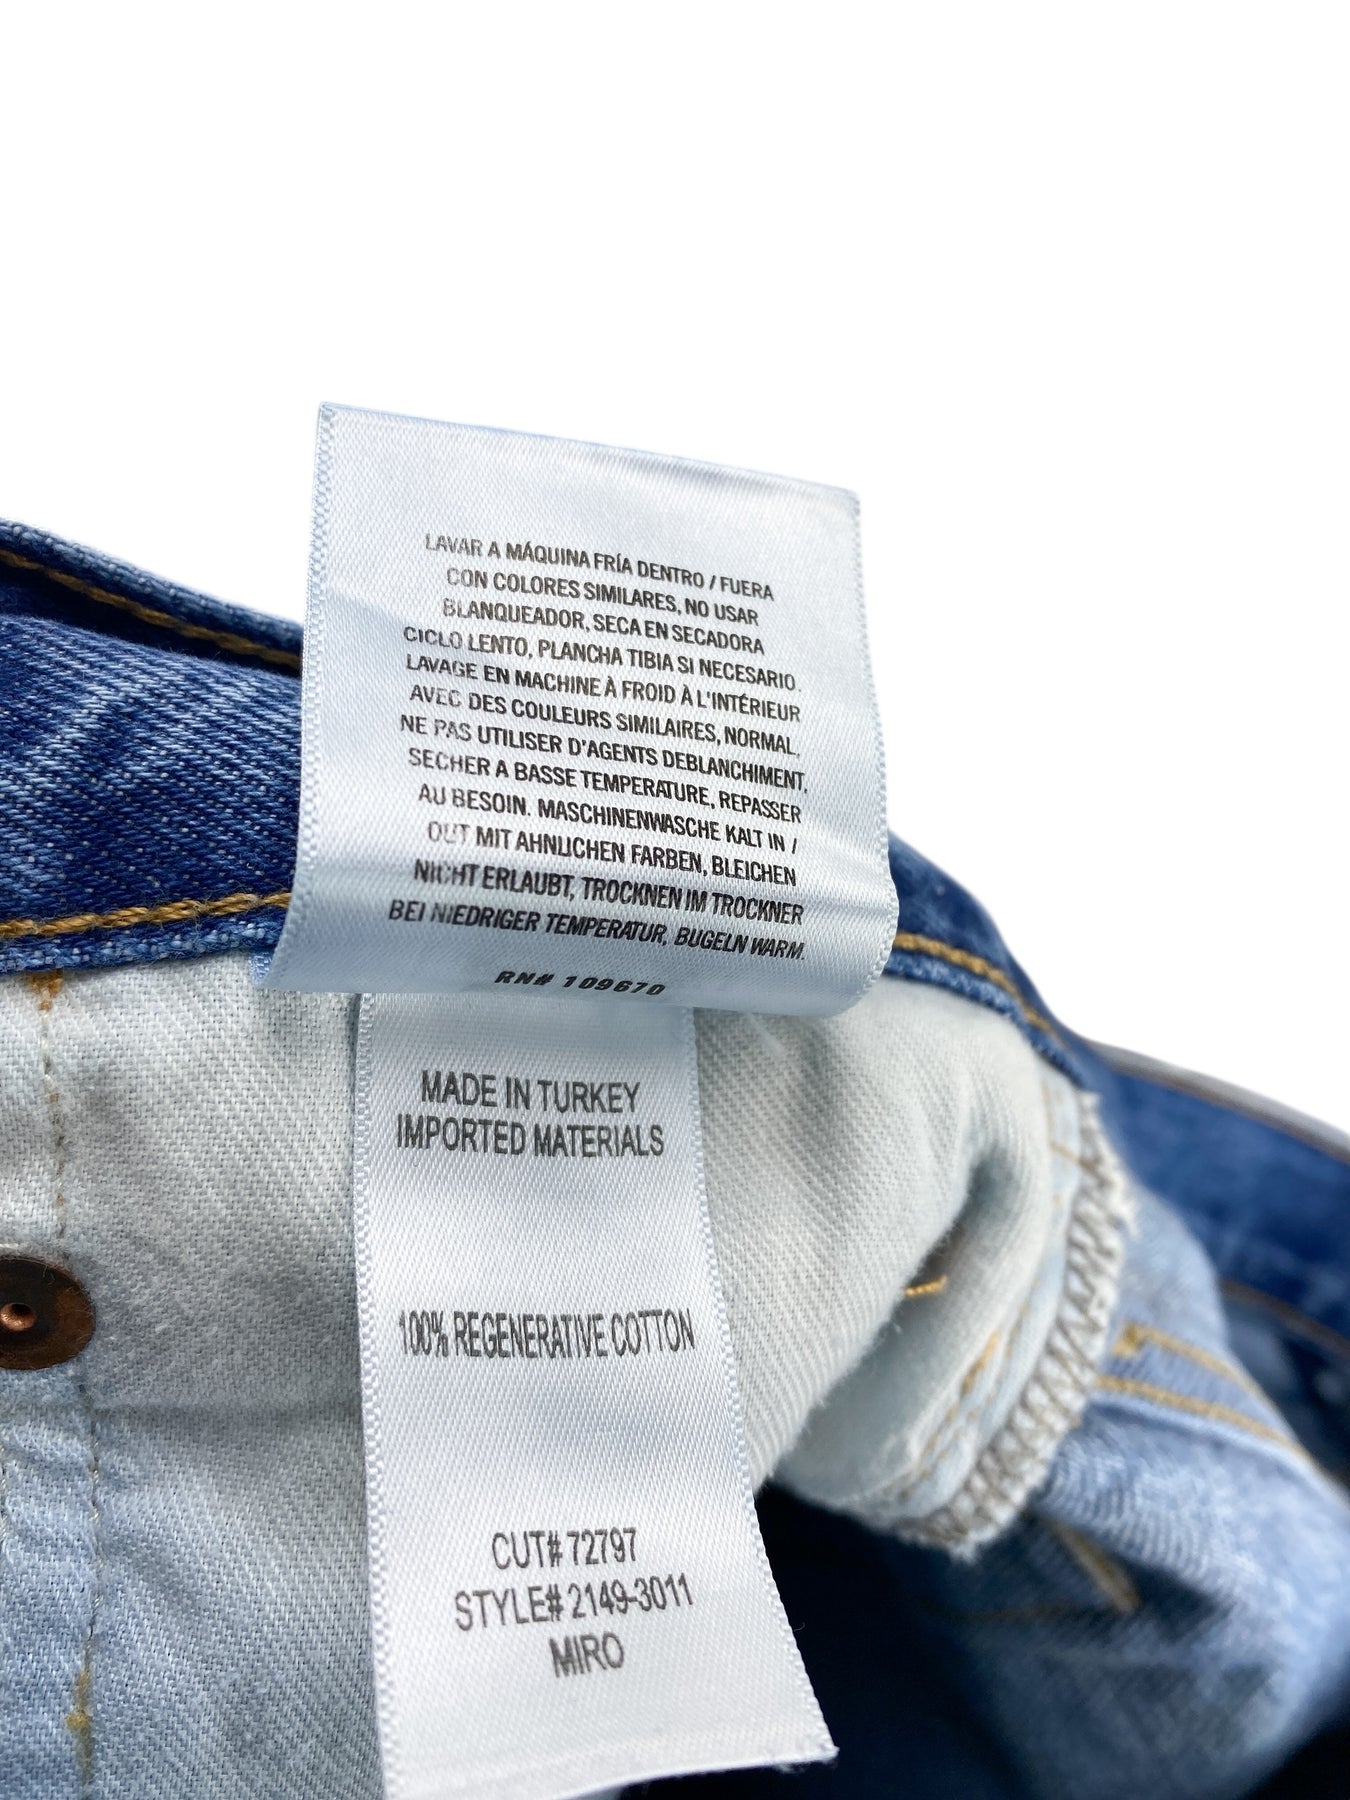 LAVAR A MÁQUINA FRÍA DENTRO / FUERA
CON COLORES SIMILARES, NO USAR
BLANQUEADOR, SECA EN SECADORA
CICLO LENTO, PLANCHA TIBIA SI NECESARIO.
LAVAGE EN MACHINE À FROID À L'INTÉRIEUR
AVEC DES COULEURS SIMILAIRES, NORMAL.
NE PAS UTILISER D'AGENTS DEBLANCHIMENT.
SECHER A BASSE TEMPERATURE, REPASSER
AU BESOIN. MASCHINENWASCHE KALT IN /
OUT MIT AHNLICHEN FARBEN, BLEICHEN
NICHT ERLAUBT, TROCKNEN IM TROCKNER
BEI NIEDRIGER TEMPERATUR, BUGELN WARM.
RN# 109670
MADE IN TURKEY
IMPORTED MATERIALS
100% REGENERATIVE COTTON
CUT# 72797
STYLE# 2149-3011
MIRO